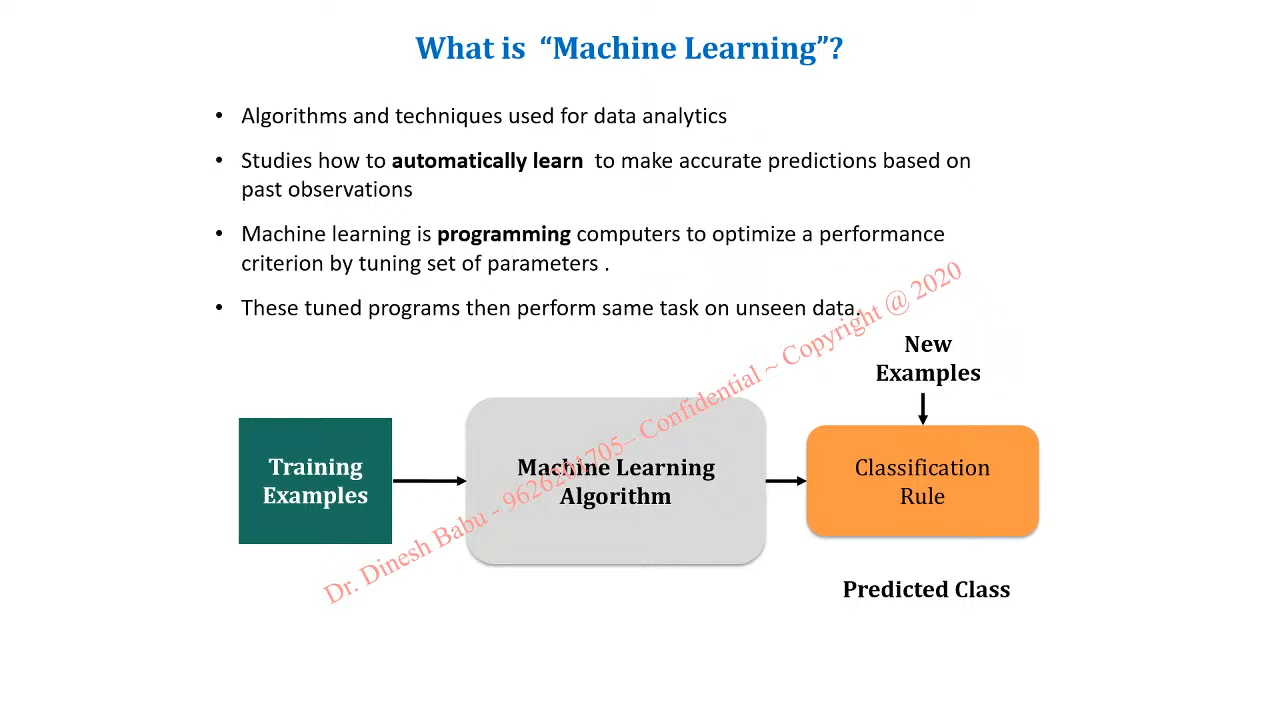 What is “Machine Learning”?
• Algorithms and techniques used for data analytics
• Studies how to automatically learn to make accurate predictions based on
past observations
• Machine learning is programming computers to optimize a performance
criterion by tuning set of parameters .
• These tuned programs then perform same task on unseen data.
New
Examples
Training
Examples
Machine Learning
Algorithm
Classification
Rule
Predicted Class
Dr. Dinesh Babu - 9626201705– Confidential ~ Copyright @ 2020